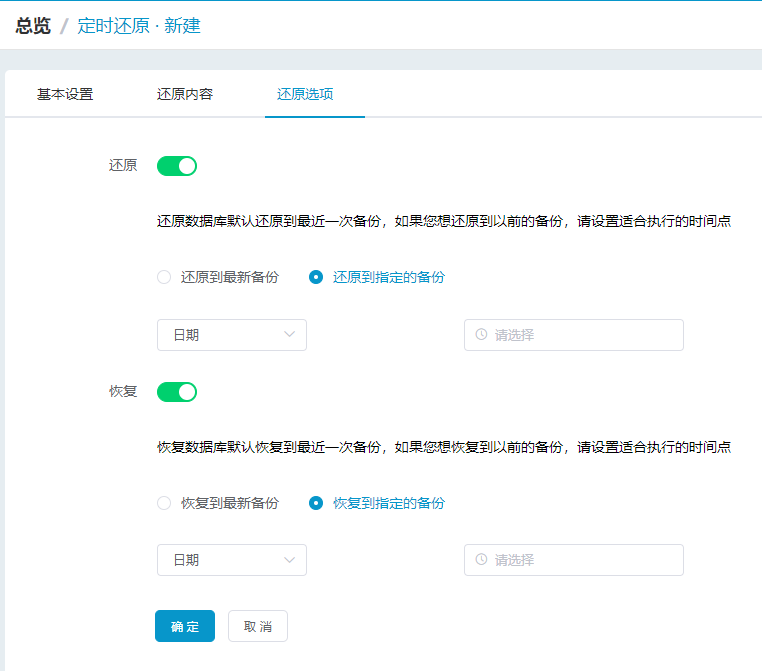 总览 / 定时还原 · 新建
基本设置 还原内容 还原选项
还原
还原数据库默认还原到最近一次备份，如果您想还原到以前的备份，请设置适合执行的时间点
还原到最新备份 还原到指定的备份
日期 请选择
恢复
恢复数据库默认恢复到最近一次备份，如果您想恢复到以前的备份，请设置适合执行的时间点
恢复到最新备份 恢复到指定的备份
日期 请选择
确定 取消